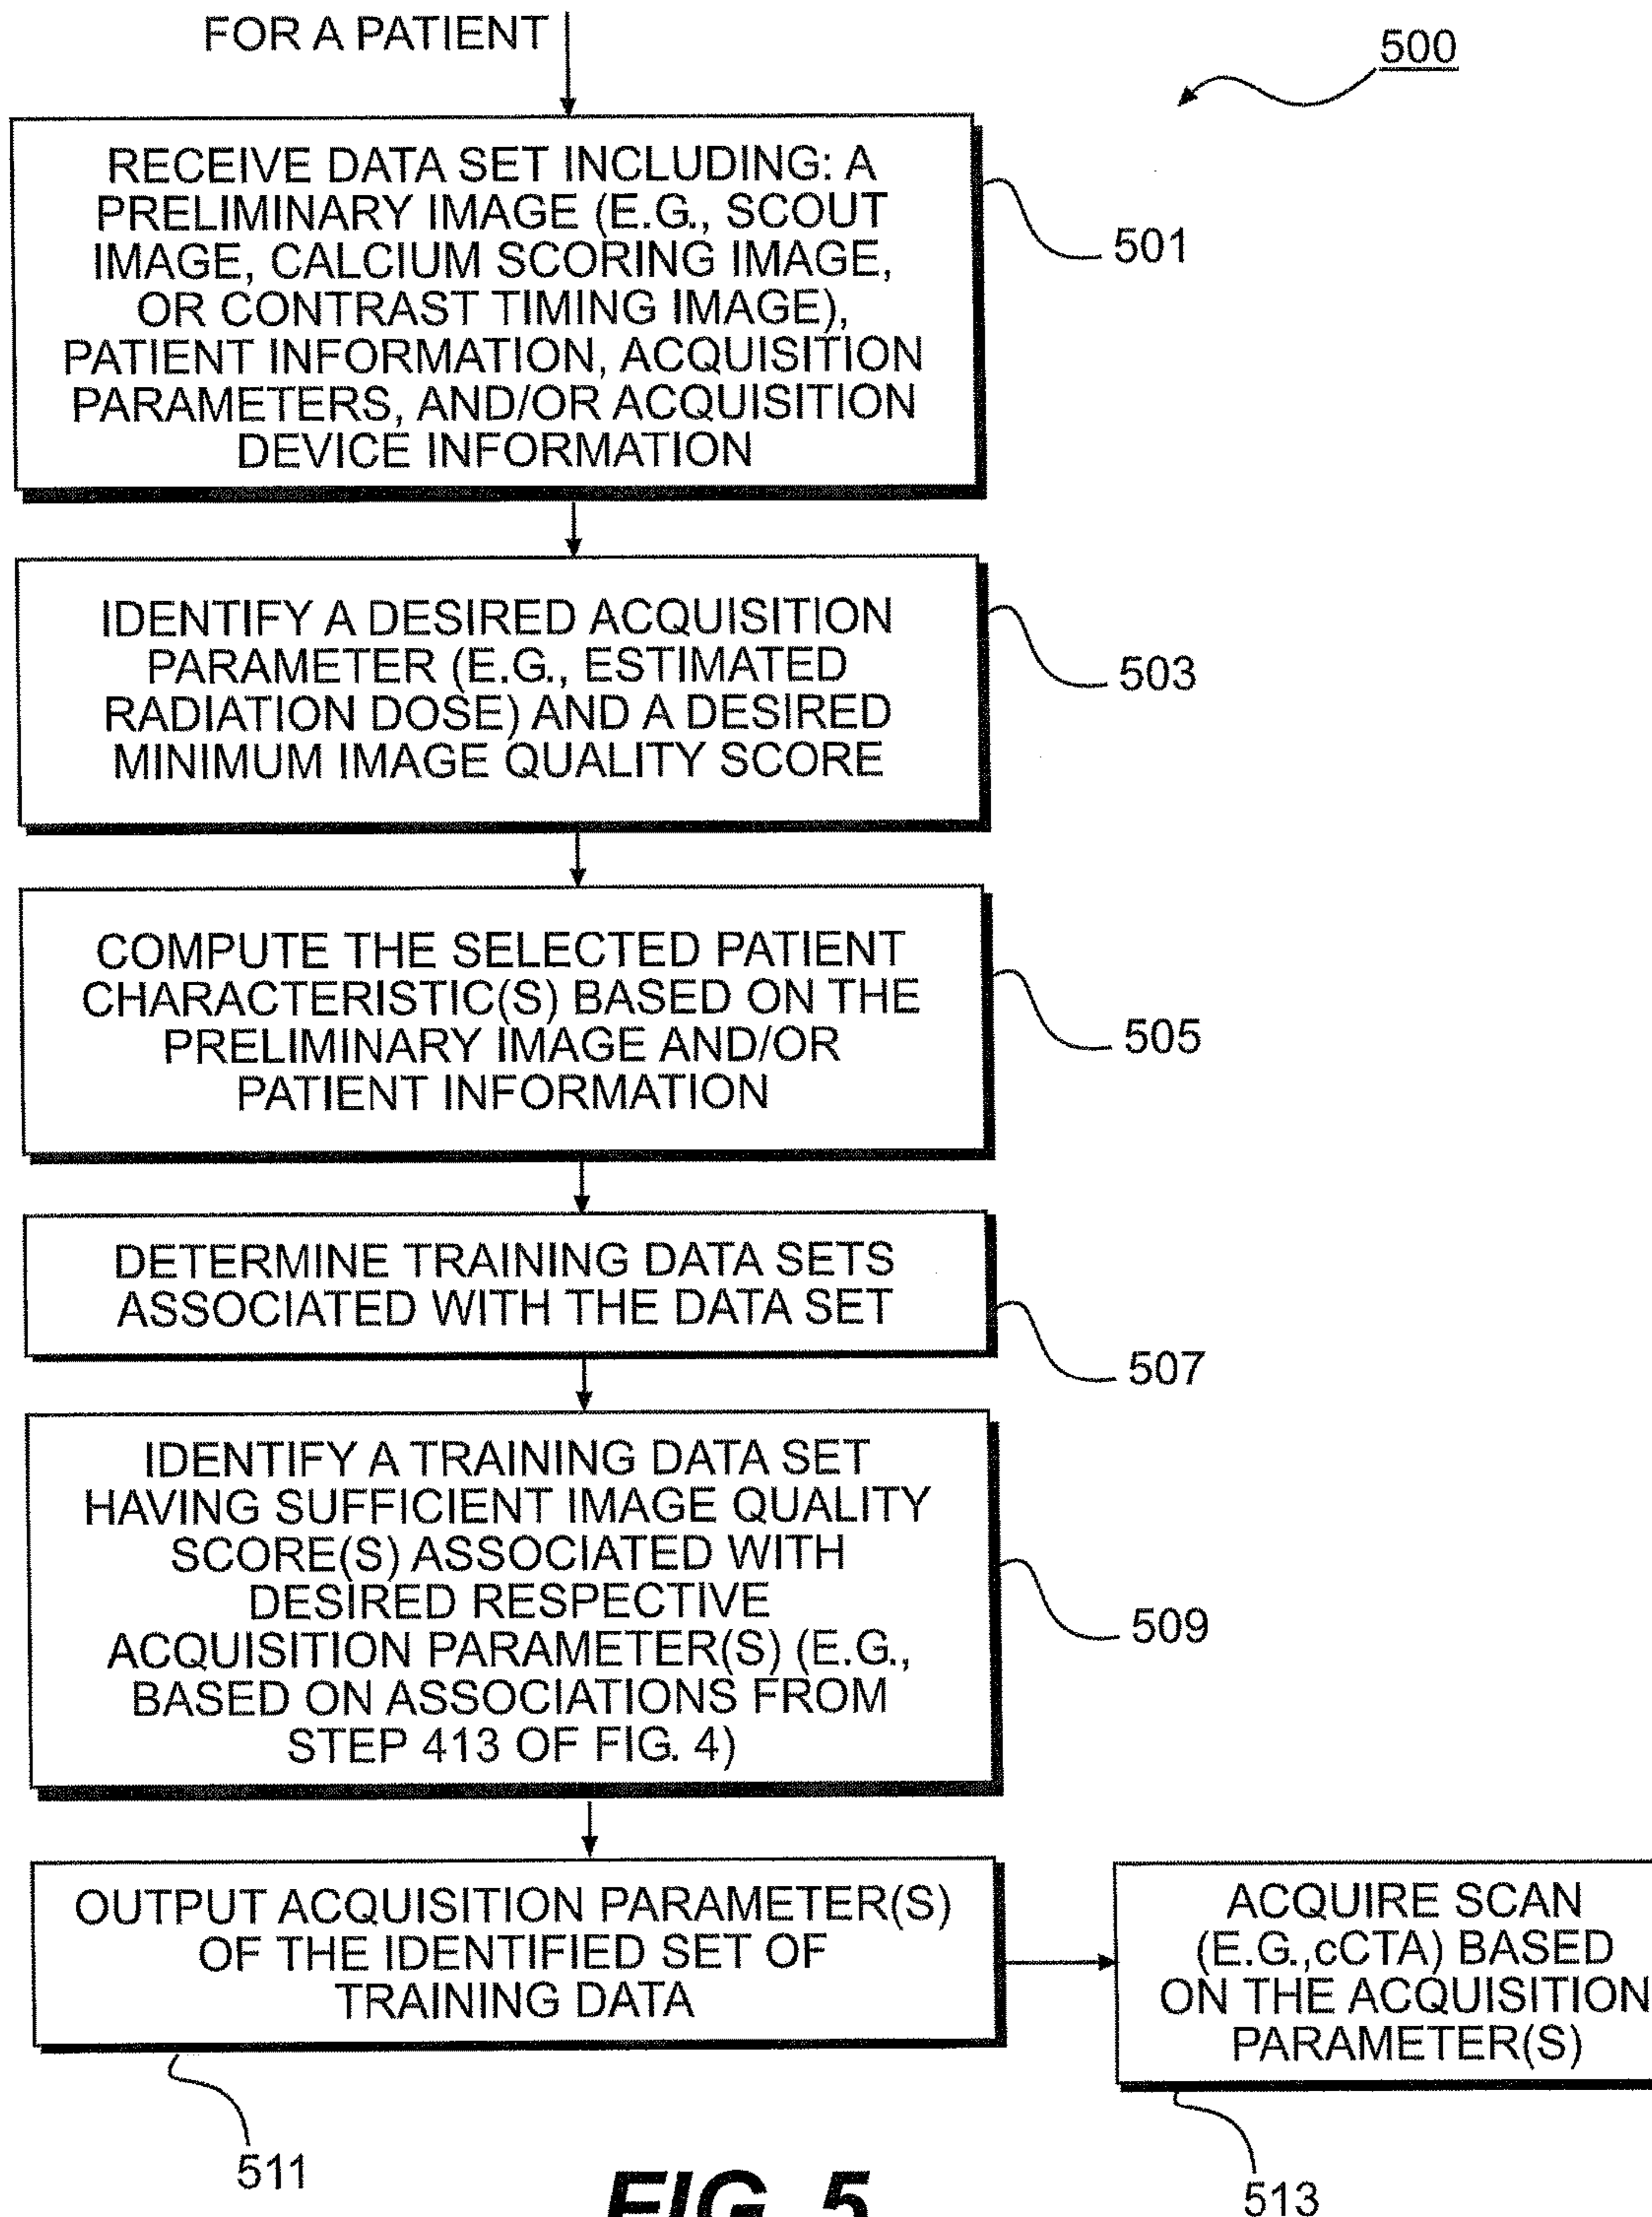 FOR A PATIENT
500
RECEIVE DATA SET INCLUDING: A
PRELIMINARY IMAGE (E.G., SCOUT
IMAGE, CALCIUM SCORING IMAGE,
OR CONTRAST TIMING IMAGE),
PATIENT INFORMATION, ACQUISITION
PARAMETERS, AND/OR ACQUISITION
DEVICE INFORMATION
501
IDENTIFY A DESIRED ACQUISITION
PARAMETER (E.G., ESTIMATED
RADIATION DOSE) AND A DESIRED
MINIMUM IMAGE QUALITY SCORE
503
COMPUTE THE SELECTED PATIENT
CHARACTERISTIC(S) BASED ON THE
PRELIMINARY IMAGE AND/OR
PATIENT INFORMATION
505
DETERMINE TRAINING DATA SETS
ASSOCIATED WITH THE DATA SET
507
IDENTIFY A TRAINING DATA SET
HAVING SUFFICIENT IMAGE QUALITY
SCORE(S) ASSOCIATED WITH
DESIRED RESPECTIVE
ACQUISITION PARAMETER(S) (E.G.,
BASED ON ASSOCIATIONS FROM
STEP 413 OF FIG. 4)
509
OUTPUT ACQUISITION PARAMETER(S)
OF THE IDENTIFIED SET OF
TRAINING DATA
511
ACQUIRE SCAN
(E.G.,cCTA) BASED
ON THE ACQUISITION
PARAMETER(S)
513
FIG. 5